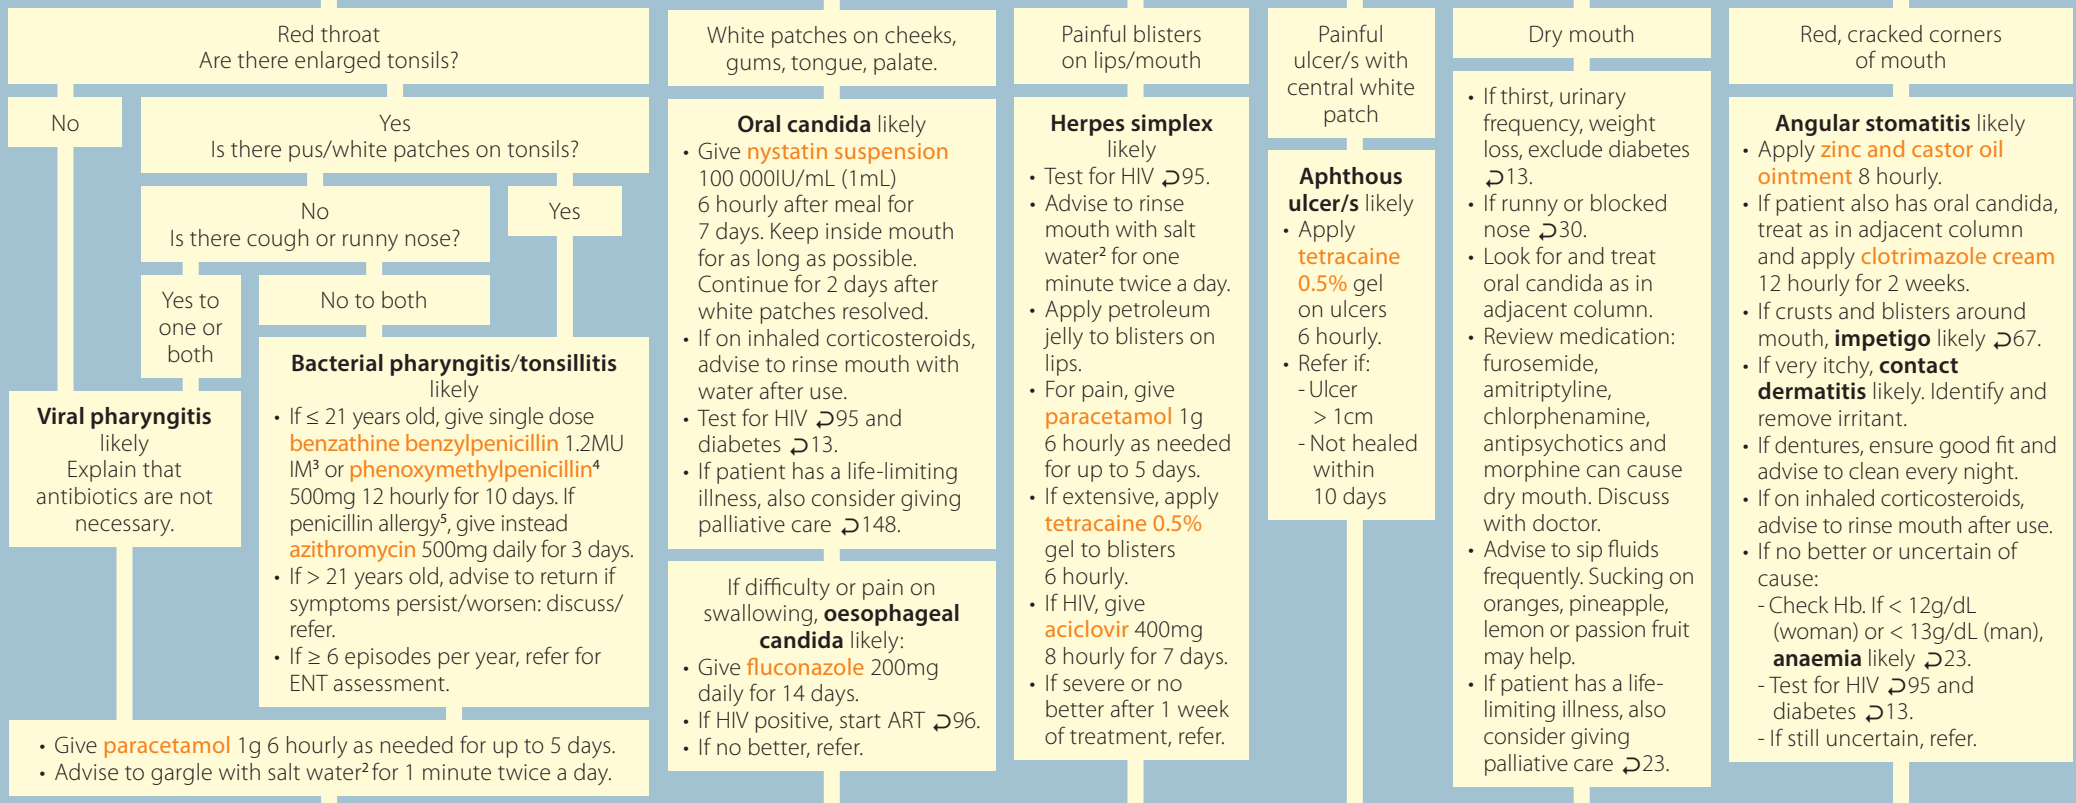 Red throat
Are there enlarged tonsils?
No
Yes
Is there pus/white patches on tonsils?
No
Is there cough or runny nose?
Yes
Yes to
one or
both
No to both
Viral pharyngitis
likely
Explain that
antibiotics are not
necessary.
Bacterial pharyngitis/tonsillitis
likely
• If ≤ 21 years old, give single dose
benzathine benzylpenicillin 1.2MU
IM³ or phenoxymethylpenicillin⁴
500mg 12 hourly for 10 days. If
penicillin allergy⁵, give instead
azithromycin 500mg daily for 3 days.
• If > 21 years old, advise to return if
symptoms persist/worsen: discuss/
refer.
• If ≥ 6 episodes per year, refer for
ENT assessment.
• Give paracetamol 1g 6 hourly as needed for up to 5 days.
• Advise to gargle with salt water² for 1 minute twice a day.
White patches on cheeks,
gums, tongue, palate.
Oral candida likely
• Give nystatin suspension
100 000IU/mL (1mL)
6 hourly after meal for
7 days. Keep inside mouth
for as long as possible.
Continue for 2 days after
white patches resolved.
• If on inhaled corticosteroids,
advise to rinse mouth with
water after use.
• Test for HIV ⮌95 and
diabetes ⮌13.
• If patient has a life-limiting
illness, also consider giving
palliative care ⮌148.
If difficulty or pain on
swallowing, oesophageal
candida likely:
• Give fluconazole 200mg
daily for 14 days.
• If HIV positive, start ART ⮌96.
• If no better, refer.
Painful blisters
on lips/mouth
Herpes simplex
likely
• Test for HIV ⮌95.
• Advise to rinse
mouth with salt
water² for one
minute twice a day.
• Apply petroleum
jelly to blisters on
lips.
• For pain, give
paracetamol 1g
6 hourly as needed
for up to 5 days.
• If extensive, apply
tetracaine 0.5%
gel to blisters
6 hourly.
• If HIV, give
aciclovir 400mg
8 hourly for 7 days.
• If severe or no
better after 1 week
of treatment, refer.
Painful
ulcer/s with
central white
patch
Aphthous
ulcer/s likely
• Apply
tetracaine
0.5% gel
on ulcers
6 hourly.
• Refer if:
- Ulcer
> 1cm
- Not healed
within
10 days
Dry mouth
• If thirst, urinary
frequency, weight
loss, exclude diabetes
⮌13.
• If runny or blocked
nose ⮌30.
• Look for and treat
oral candida as in
adjacent column.
• Review medication:
furosemide,
amitriptyline,
chlorphenamine,
antipsychotics and
morphine can cause
dry mouth. Discuss
with doctor.
• Advise to sip fluids
frequently. Sucking on
oranges, pineapple,
lemon or passion fruit
may help.
• If patient has a life-
limiting illness, also
consider giving
palliative care ⮌23.
Red, cracked corners
of mouth
Angular stomatitis likely
• Apply zinc and castor oil
ointment 8 hourly.
• If patient also has oral candida,
treat as in adjacent column
and apply clotrimazole cream
12 hourly for 2 weeks.
• If crusts and blisters around
mouth, impetigo likely ⮌67.
• If very itchy, contact
dermatitis likely. Identify and
remove irritant.
• If dentures, ensure good fit and
advise to clean every night.
• If on inhaled corticosteroids,
advise to rinse mouth after use.
• If no better or uncertain of
cause:
- Check Hb. If < 12g/dL
(woman) or < 13g/dL (man),
anaemia likely ⮌23.
- Test for HIV ⮌95 and
diabetes ⮌13.
- If still uncertain, refer.